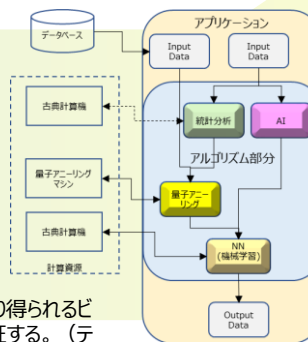 アプリケーション
データベース
Input
Data
Input
Data
古典計算機
統計分析
AI
アルゴリズム部分
量子アニーリング
マシン
量子アニー
リング
古典計算機
NN
(機械学習)
計算資源
り得られるビ
証する。（テ
Output
Data